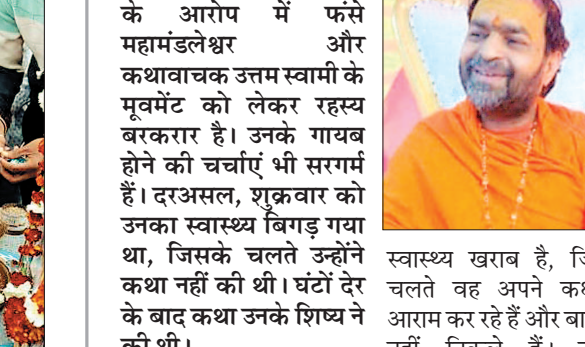 के आरोप में फंसे
महामंडलेश्वर और
कथावाचक उत्तम स्वामी के
मूवमेंट को लेकर रहस्य
बरकरार है। उनके गायब
होने की चर्चाएं भी सरगर्म
हैं। दरअसल, शुक्रवार को
उनका स्वास्थ्य बिगड़ गया
था, जिसके चलते उन्होंने
कथा नहीं की थी। घंटों देर
के बाद कथा उनके शिष्य ने
की थी।
स्वास्थ्य खराब है,
चलते वह अपने
आराम कर रहे हैं और